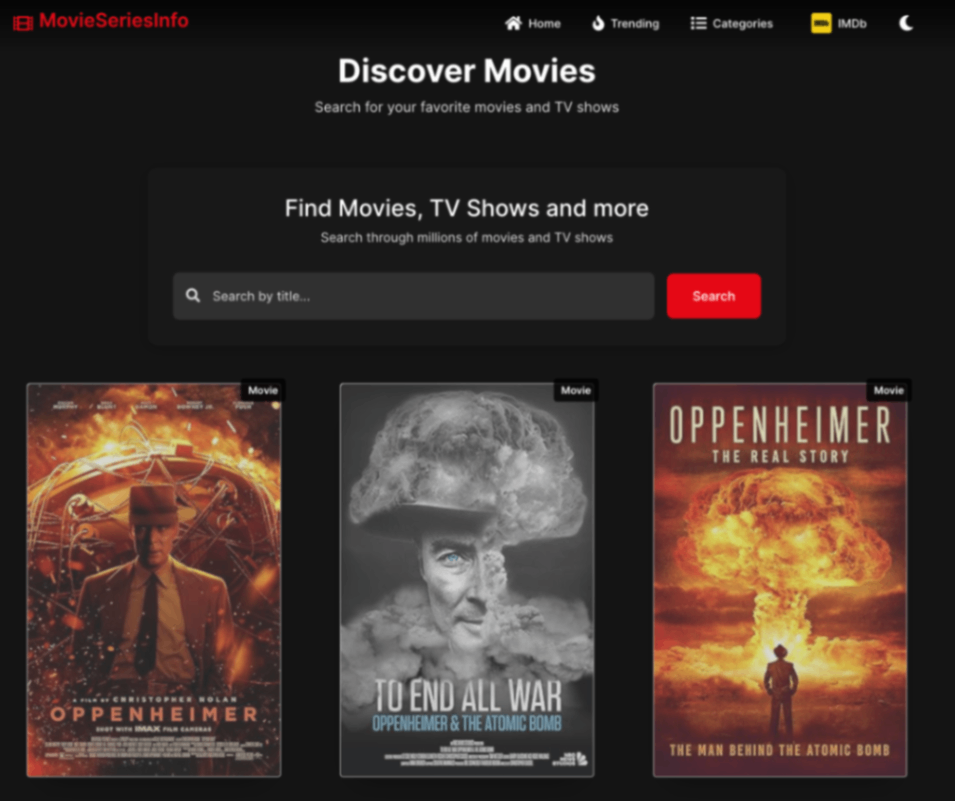 MovieSeriesInfo
Home
Trending
Categories
IMDb
Discover Movies
Search for your favorite movies and TV shows
Find Movies, TV Shows and more
Search through millions of movies and TV shows
Search by title...
Search
Movie
A FILM BY CHRISTOPHER NOLAN
OPPENHEIMER
SHOT WITH IMAX FILM CAMERAS
Movie
TO END ALL WAR
OPPENHEIMER & THE ATOMIC BOMB
Movie
OPPENHEIMER
THE REAL STORY
THE MAN BEHIND THE ATOMIC BOMB